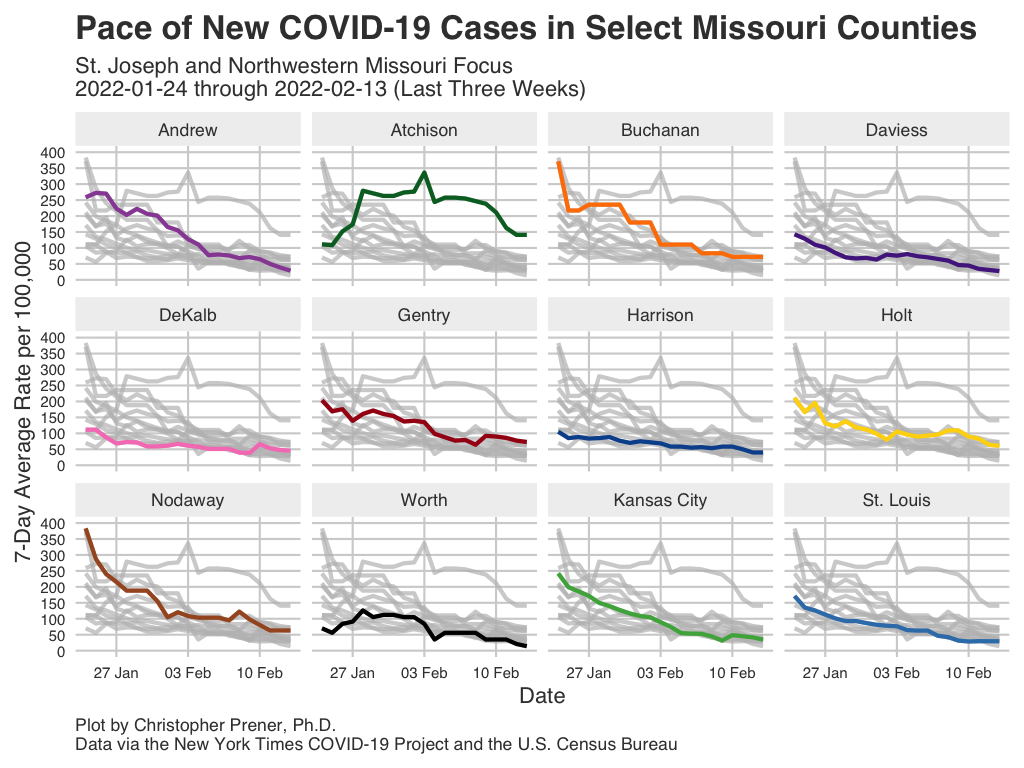 Pace of New COVID-19 Cases in Select Missouri Counties
St. Joseph and Northwestern Missouri Focus
2022-01-24 through 2022-02-13 (Last Three Weeks)
Andrew Atchison Buchanan Daviess
400
350
300
250
200
150
100
50
0
DeKalb Gentry Harrison Holt
400
350
300
250
200
150
100
50
0
Nodaway Worth Kansas City St. Louis
400
350
300
250
200
150
100
50
0
7-Day Average Rate per 100,000
27 Jan 03 Feb 10 Feb 27 Jan 03 Feb 10 Feb 27 Jan 03 Feb 10 Feb 27 Jan 03 Feb 10 Feb
Date
Plot by Christopher Prener, Ph.D.
Data via the New York Times COVID-19 Project and the U.S. Census Bureau